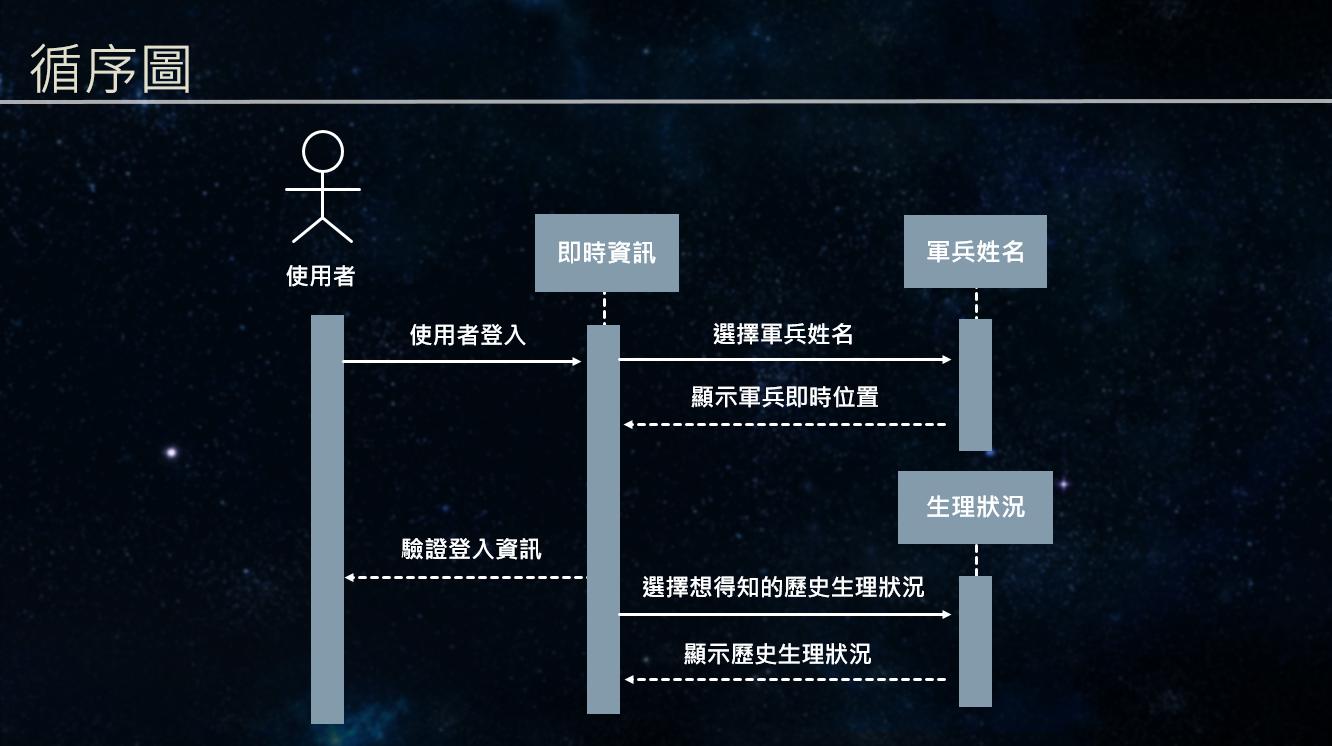 循序圖
使用者
即時資訊
軍兵姓名
使用者登入
選擇軍兵姓名
顯示軍兵即時位置
生理狀況
驗證登入資訊
選擇想得知的歷史生理狀況
顯示歷史生理狀況